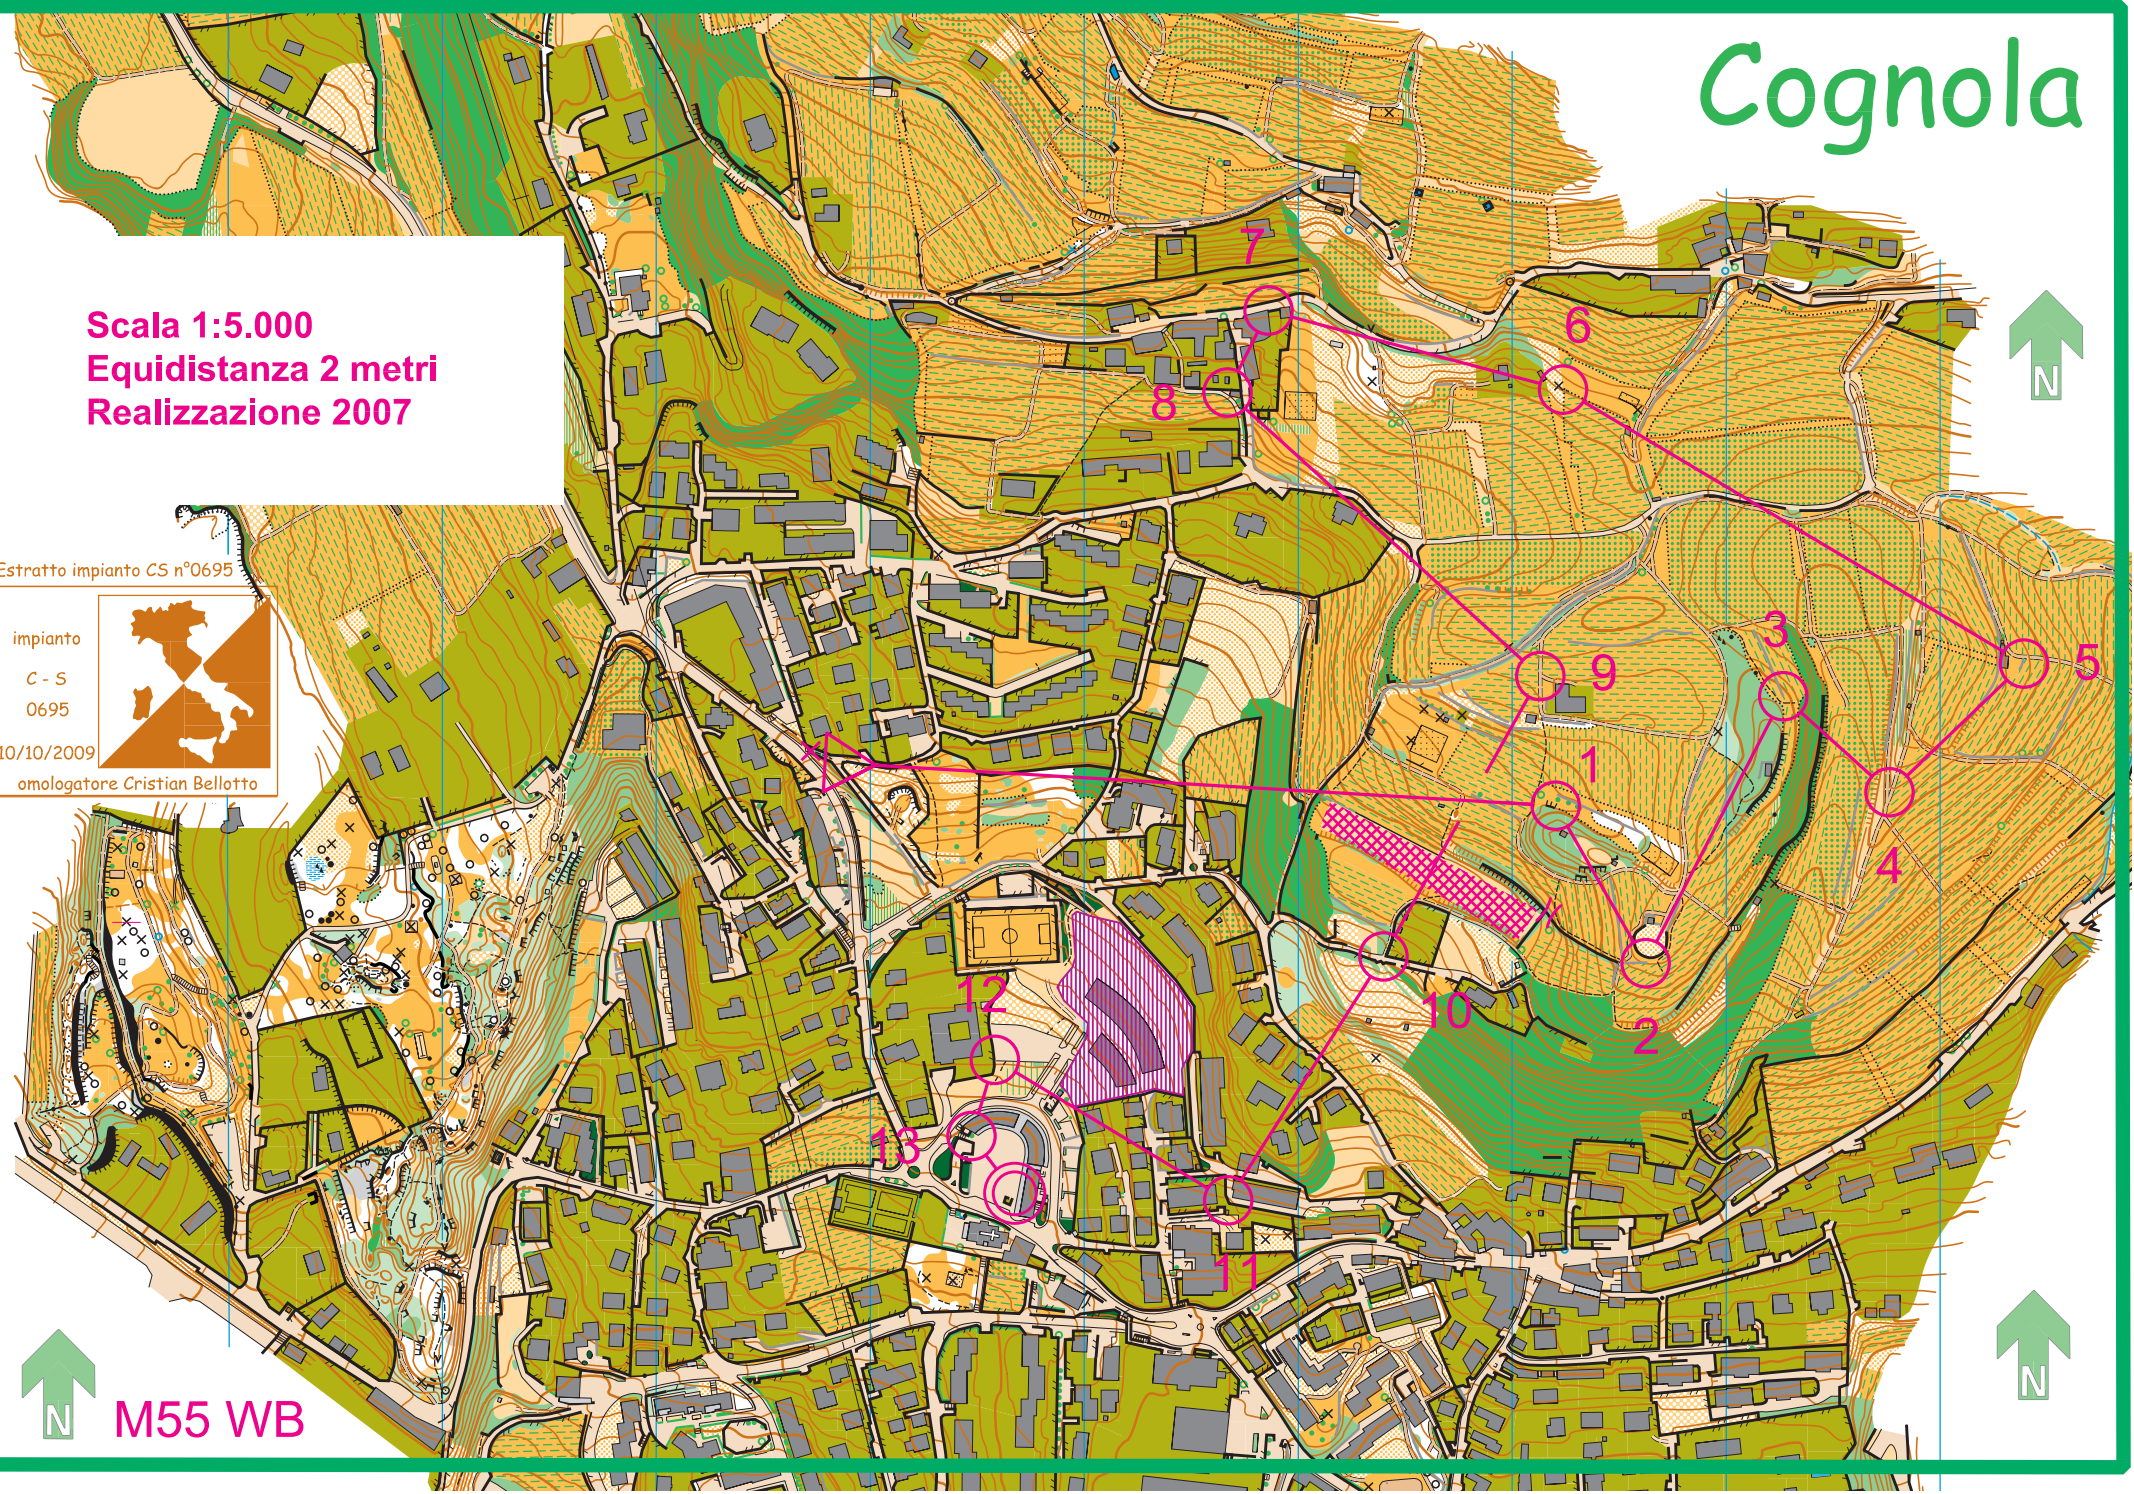 Cognola
Scala 1:5.000
Equidistanza 2 metri
Realizzazione 2007
7
6
8
Estratto impianto CS n°0695
impianto
C - S
0695
10/10/2009
omologatore Cristian Bellotto
3
5
9
1
4
12
10
2
13
11
N
N
N
M55 WB